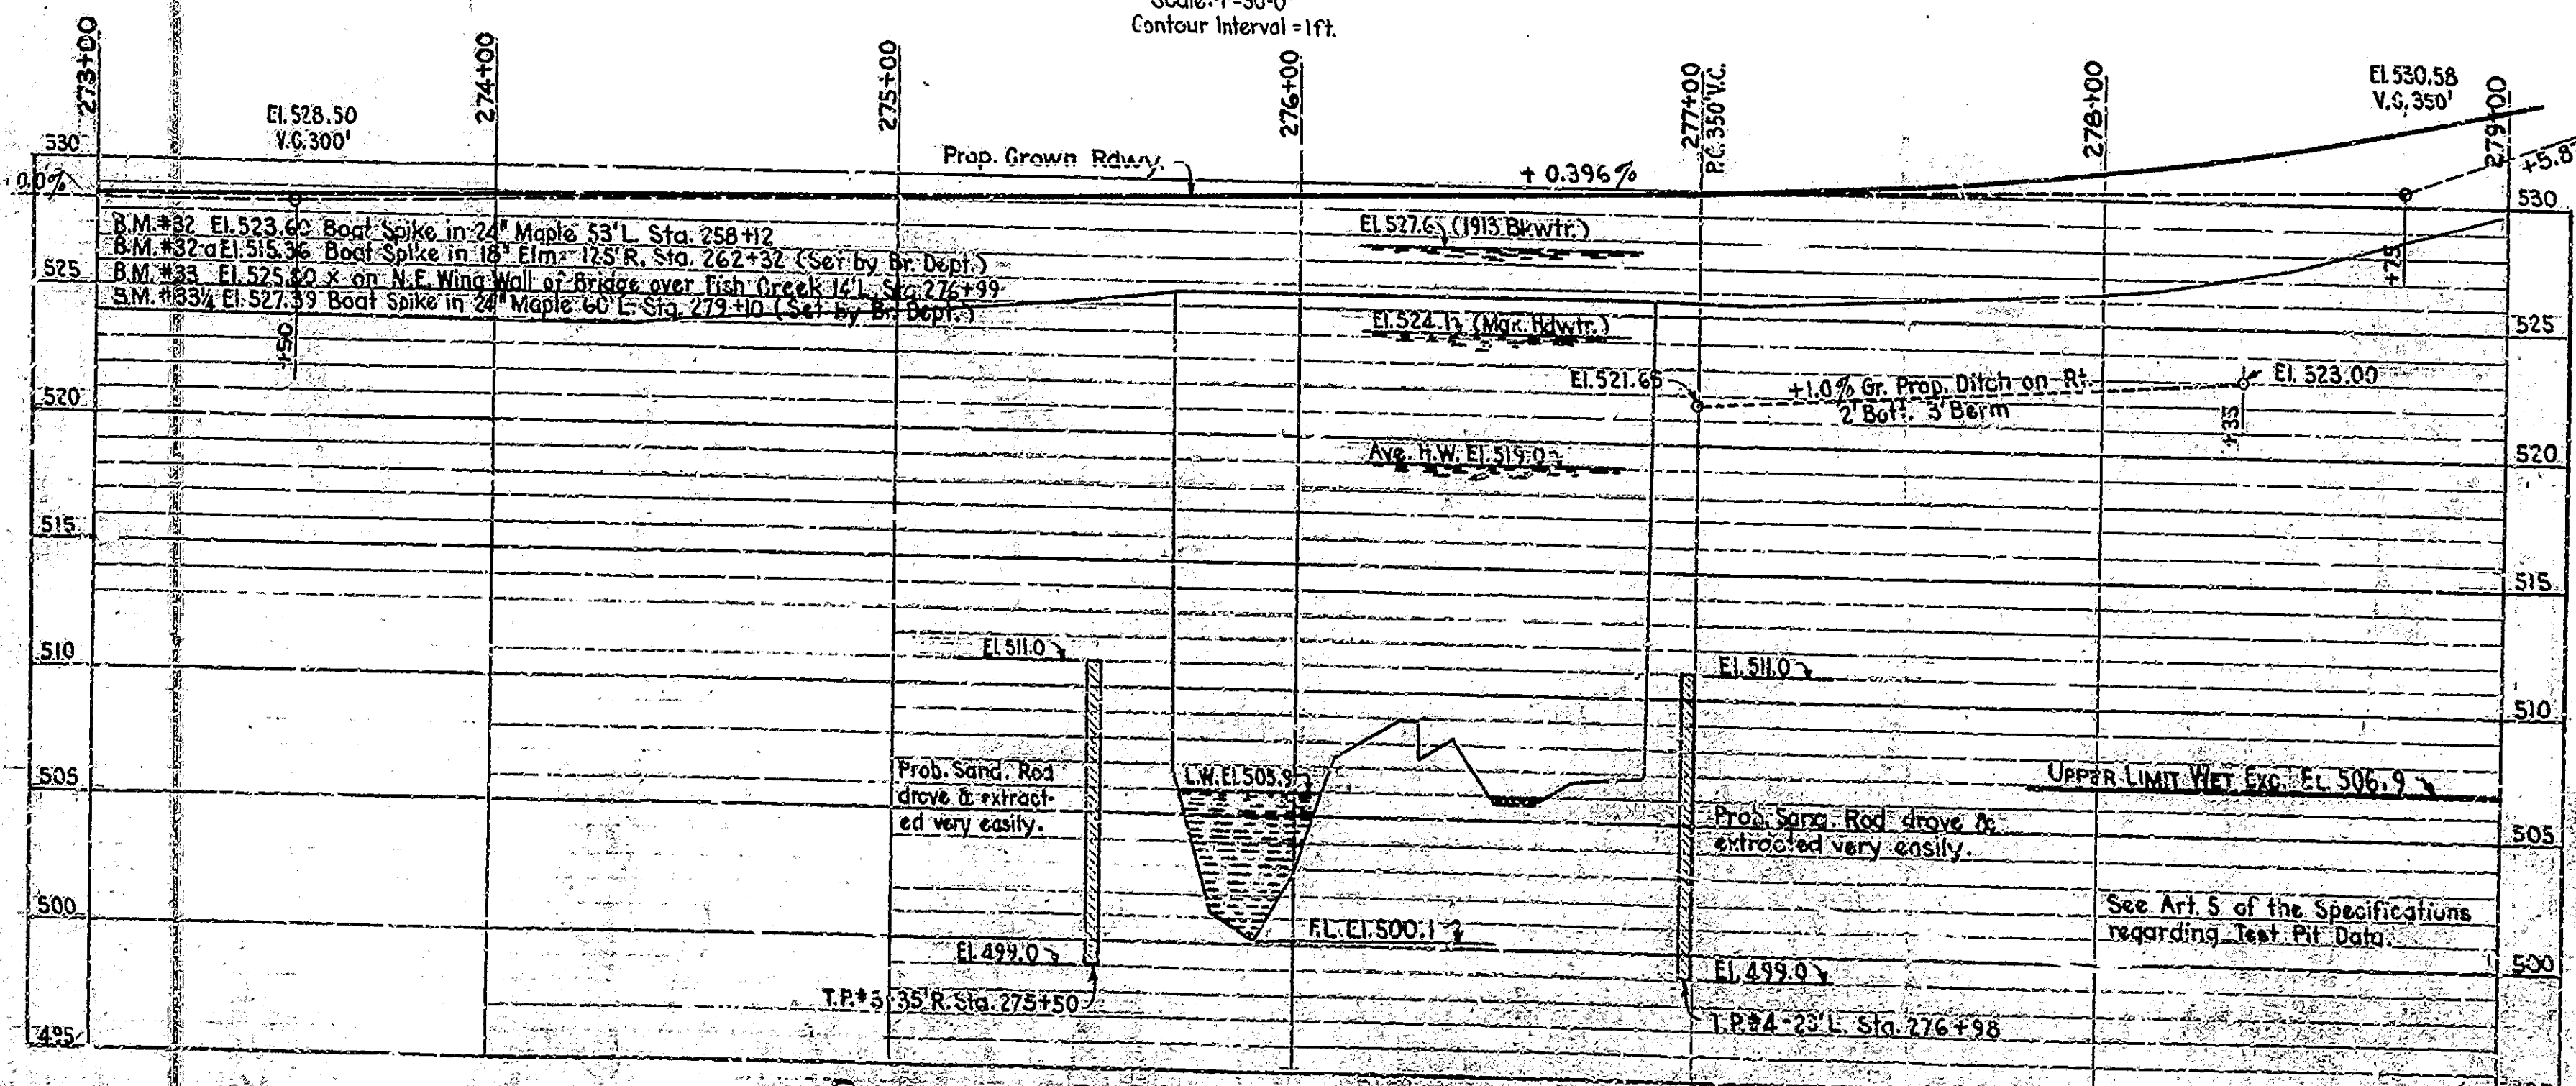 Contour Interval = 1ft.
273+00
274+00
275+00
276+00
277+00
P.C. 350' V.C.
278+00
279+00
El. 528.50
V.C. 300'
El. 530.58
V.C. 350'
530
0.0%
Prop. Crown Rdwy.
+ 0.396%
+5.8
530
B.M. #32 El. 523.60 Boat Spike in 24" Maple 53' L. Sta. 258+12
B.M. #32a El. 515.36 Boat Spike in 18" Elm - 125' R. Sta. 262+32 (Set by Br. Dept.)
B.M. #33 El. 525.80 x on N.E. Wing Wall of Bridge over Fish Creek 14' L. Sta. 276+99
B.M. #33¼ El. 527.39 Boat Spike in 24" Maple 60' L. Sta. 279+10 (Set by Br. Dept.)
El. 527.6 (1913 Bkwtr.)
+75
525
El. 524.13 (Max. Hdwtr.)
525
+50
El. 521.65
+1.0% Gr. Prop. Ditch on Rt.
2' Bott. 3' Berm
El. 523.00
+35
520
Ave. H.W. El. 519.0
520
515
515
510
El. 511.0
El. 511.0
510
505
Prob. Sand. Rod
drove & extract-
ed very easily.
L.W. El. 505.9
UPPER LIMIT WET EXC. EL. 506.9
Prob. Sand. Rod drove &
extracted very easily.
505
500
F.L. El. 500.1
See Art. 5 of the Specifications
regarding Test Pit Data.
El. 499.0
El. 499.0
500
T.P. #3-35' R. Sta. 275+50
T.P. #4-25' L. Sta. 276+98
495